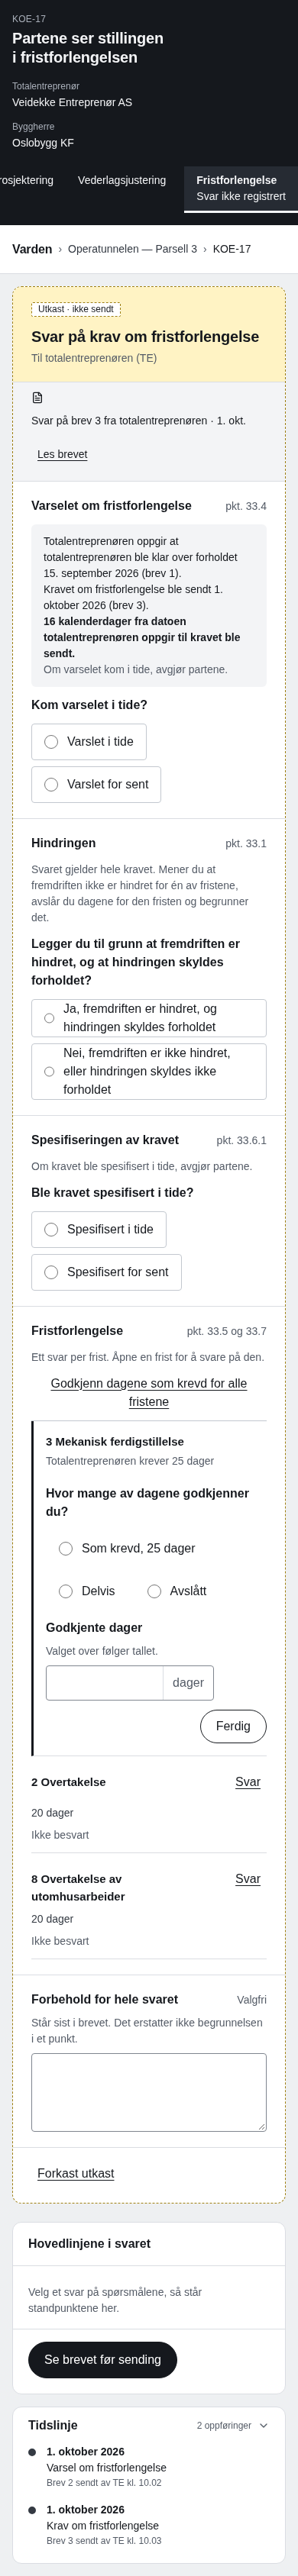 KOE-17
Partene ser stillingen
i fristforlengelsen
Totalentreprenør
Veidekke Entreprenør AS
Byggherre
Oslobygg KF
rosjektering
Vederlagsjustering
Fristforlengelse
Svar ikke registrert
Varden › Operatunnelen — Parsell 3 › KOE-17
Utkast · ikke sendt
Svar på krav om fristforlengelse
Til totalentreprenøren (TE)
Svar på brev 3 fra totalentreprenøren · 1. okt.
Les brevet
Varselet om fristforlengelse pkt. 33.4
Totalentreprenøren oppgir at
totalentreprenøren ble klar over forholdet
15. september 2026 (brev 1).
Kravet om fristforlengelse ble sendt 1.
oktober 2026 (brev 3).
16 kalenderdager fra datoen
totalentreprenøren oppgir til kravet ble
sendt.
Om varselet kom i tide, avgjør partene.
Kom varselet i tide?
Varslet i tide
Varslet for sent
Hindringen pkt. 33.1
Svaret gjelder hele kravet. Mener du at
fremdriften ikke er hindret for én av fristene,
avslår du dagene for den fristen og begrunner
det.
Legger du til grunn at fremdriften er
hindret, og at hindringen skyldes
forholdet?
Ja, fremdriften er hindret, og
hindringen skyldes forholdet
Nei, fremdriften er ikke hindret,
eller hindringen skyldes ikke
forholdet
Spesifiseringen av kravet pkt. 33.6.1
Om kravet ble spesifisert i tide, avgjør partene.
Ble kravet spesifisert i tide?
Spesifisert i tide
Spesifisert for sent
Fristforlengelse pkt. 33.5 og 33.7
Ett svar per frist. Åpne en frist for å svare på den.
Godkjenn dagene som krevd for alle
fristene
3 Mekanisk ferdigstillelse
Totalentreprenøren krever 25 dager
Hvor mange av dagene godkjenner
du?
Som krevd, 25 dager
Delvis
Avslått
Godkjente dager
Valget over følger tallet.
dager
Ferdig
2 Overtakelse Svar
20 dager
Ikke besvart
8 Overtakelse av Svar
utomhusarbeider
20 dager
Ikke besvart
Forbehold for hele svaret Valgfri
Står sist i brevet. Det erstatter ikke begrunnelsen
i et punkt.
Forkast utkast
Hovedlinjene i svaret
Velg et svar på spørsmålene, så står
standpunktene her.
Se brevet før sending
Tidslinje 2 oppføringer
1. oktober 2026
Varsel om fristforlengelse
Brev 2 sendt av TE kl. 10.02
1. oktober 2026
Krav om fristforlengelse
Brev 3 sendt av TE kl. 10.03